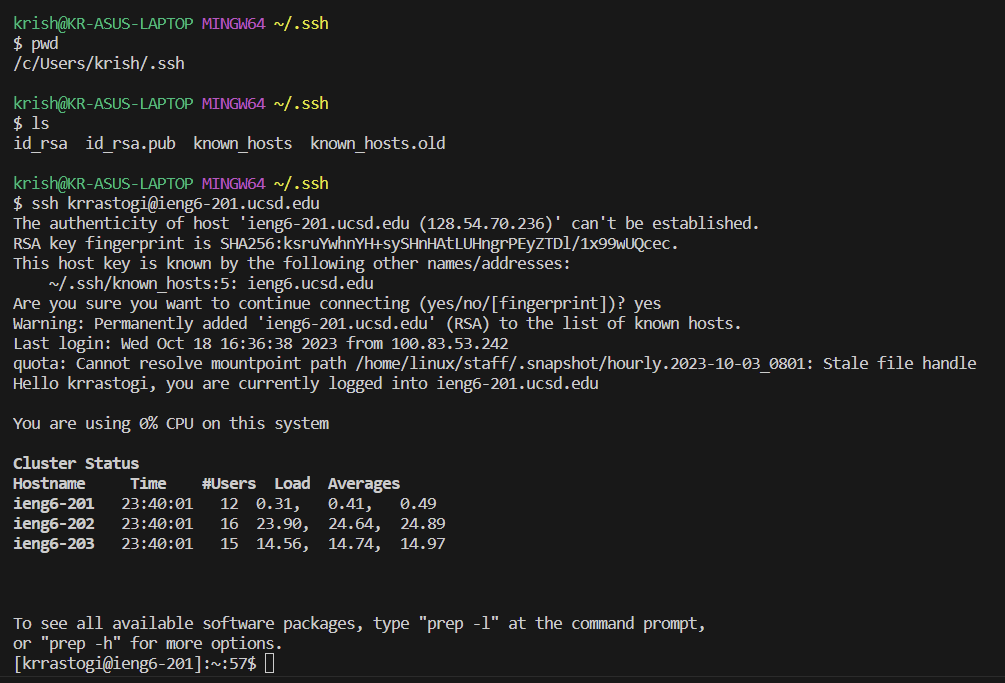 krish@KR-ASUS-LAPTOP MINGW64 ~/.ssh
$ pwd
/c/Users/krish/.ssh
krish@KR-ASUS-LAPTOP MINGW64 ~/.ssh
$ ls
id_rsa  id_rsa.pub  known_hosts  known_hosts.old
krish@KR-ASUS-LAPTOP MINGW64 ~/.ssh
$ ssh krrastogi@ieng6-201.ucsd.edu
The authenticity of host 'ieng6-201.ucsd.edu (128.54.70.236)' can't be established.
RSA key fingerprint is SHA256:ksruYwhnYH+sySHnHAtLUHngrPEyZTDl/1x99wUQcec.
This host key is known by the following other names/addresses:
    ~/.ssh/known_hosts:5: ieng6.ucsd.edu
Are you sure you want to continue connecting (yes/no/[fingerprint])? yes
Warning: Permanently added 'ieng6-201.ucsd.edu' (RSA) to the list of known hosts.
Last login: Wed Oct 18 16:36:38 2023 from 100.83.53.242
quota: Cannot resolve mountpoint path /home/linux/staff/.snapshot/hourly.2023-10-03_0801: Stale file handle
Hello krrastogi, you are currently logged into ieng6-201.ucsd.edu
You are using 0% CPU on this system
Cluster Status
Hostname     Time    #Users  Load  Averages
ieng6-201   23:40:01   12  0.31,   0.41,   0.49
ieng6-202   23:40:01   16  23.90,  24.64,  24.89
ieng6-203   23:40:01   15  14.56,  14.74,  14.97
To see all available software packages, type "prep -l" at the command prompt,
or "prep -h" for more options.
[krrastogi@ieng6-201]:~:57$